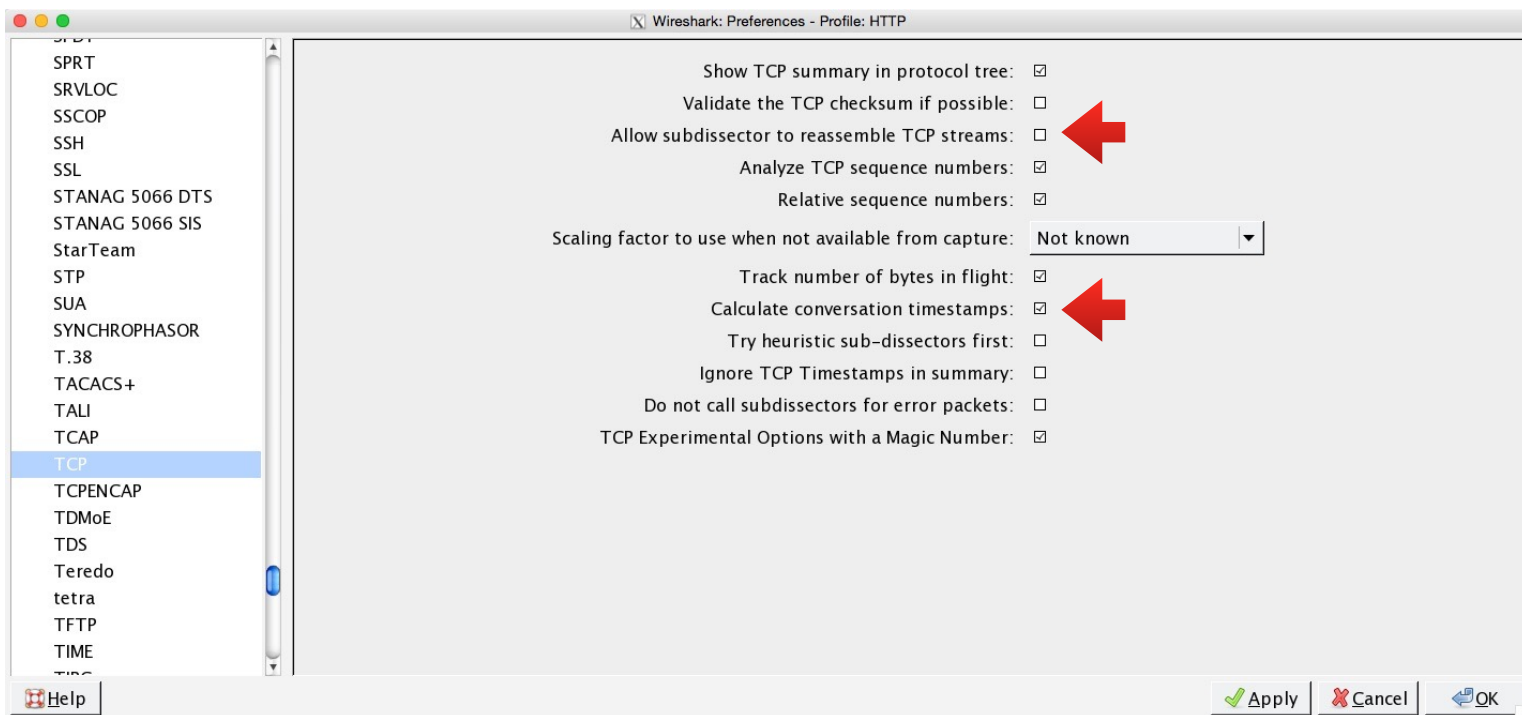 Wireshark: Preferences - Profile: HTTP
SPRT
SRVLOC
SSCOP
SSH
SSL
STANAG 5066 DTS
STANAG 5066 SIS
StarTeam
STP
SUA
SYNCHROPHASOR
T.38
TACACS+
TALI
TCAP
TCP
TCPENCAP
TDMoE
TDS
Teredo
tetra
TFTP
TIME
Show TCP summary in protocol tree:
Validate the TCP checksum if possible:
Allow subdissector to reassemble TCP streams:
Analyze TCP sequence numbers:
Relative sequence numbers:
Scaling factor to use when not available from capture: Not known
Track number of bytes in flight:
Calculate conversation timestamps:
Try heuristic sub-dissectors first:
Ignore TCP Timestamps in summary:
Do not call subdissectors for error packets:
TCP Experimental Options with a Magic Number:
Help Apply Cancel OK